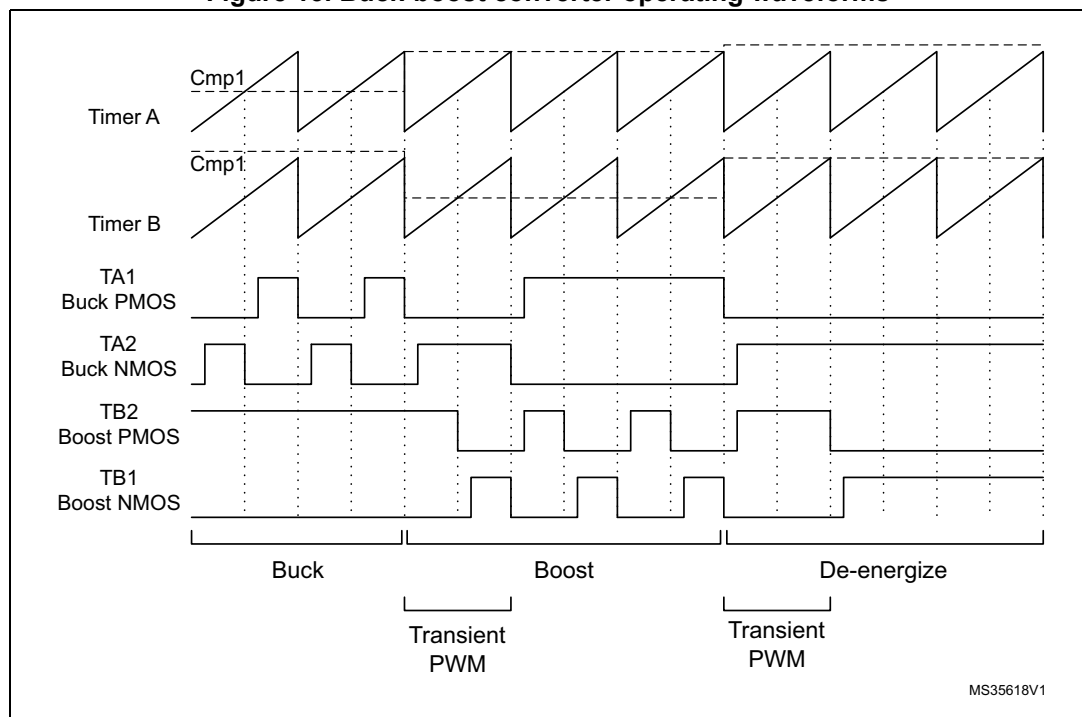 Figure Buck-boost converter operating waveforms
Cmp1
Timer A
Cmp1
Timer B
TA1
Buck PMOS
TA2
Buck NMOS
TB2
Boost PMOS
TB1
Boost NMOS
Buck
Boost
De-energize
Transient
PWM
Transient
PWM
MS35618V1